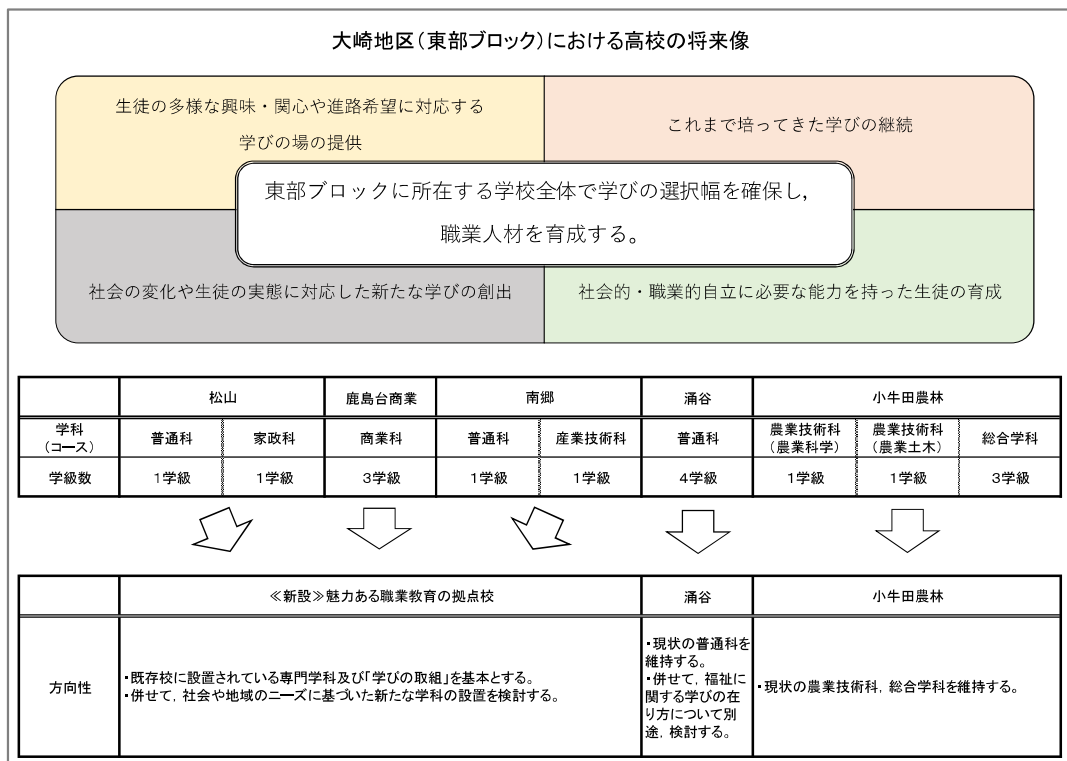 大崎地区(東部ブロック)における高校の将来像
生徒の多様な興味・関心や進路希望に対応する
学びの場の提供
これまで培ってきた学びの継続
東部ブロックに所在する学校全体で学びの選択幅を確保し,
職業人材を育成する。
社会の変化や生徒の実態に対応した新たな学びの創出
社会的・職業的自立に必要な能力を持った生徒の育成
松山 鹿島台商業 南郷 涌谷 小牛田農林
学科
(コース)
普通科 家政科 商業科 普通科 産業技術科 普通科
農業技術科
(農業科学)
農業技術科
(農業土木)
総合学科
学級数 1学級 1学級 3学級 1学級 1学級 4学級 1学級 1学級 3学級
≪新設≫魅力ある職業教育の拠点校 涌谷 小牛田農林
方向性
・既存校に設置されている専門学科及び「学びの取組」を基本とする。
・併せて,社会や地域のニーズに基づいた新たな学科の設置を検討する。
・現状の普通科を
維持する。
・併せて,福祉に
関する学びの在
り方について別
途,検討する。
・現状の農業技術科,総合学科を維持する。